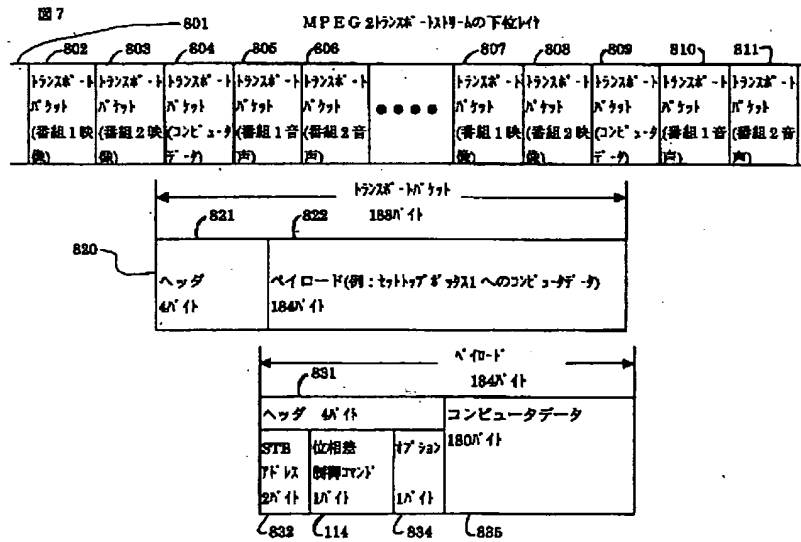 図7
801
MPEG2トランスポートストリームの下位レイヤ
802 803 804 805 806 807 808 809 810 811
トランスポートパケット(番組1映像)
トランスポートパケット(番組2映像)
トランスポートパケット(コンピュータデータ)
トランスポートパケット(番組1音声)
トランスポートパケット(番組2音声)
●●●●
トランスポートパケット(番組1映像)
トランスポートパケット(番組2映像)
トランスポートパケット(コンピュータデータ)
トランスポートパケット(番組1音声)
トランスポートパケット(番組2音声)
トランスポートパケット
188バイト
821 822
820
ヘッダ
4バイト
ペイロード(例:セットトップボックス1へのコンピュータデータ)
184バイト
ペイロード
184バイト
831
ヘッダ 4バイト
コンピュータデータ
180バイト
STB
アドレス
2バイト
位相差
制御コマンド
1バイト
オプション
1バイト
832 114 834 835